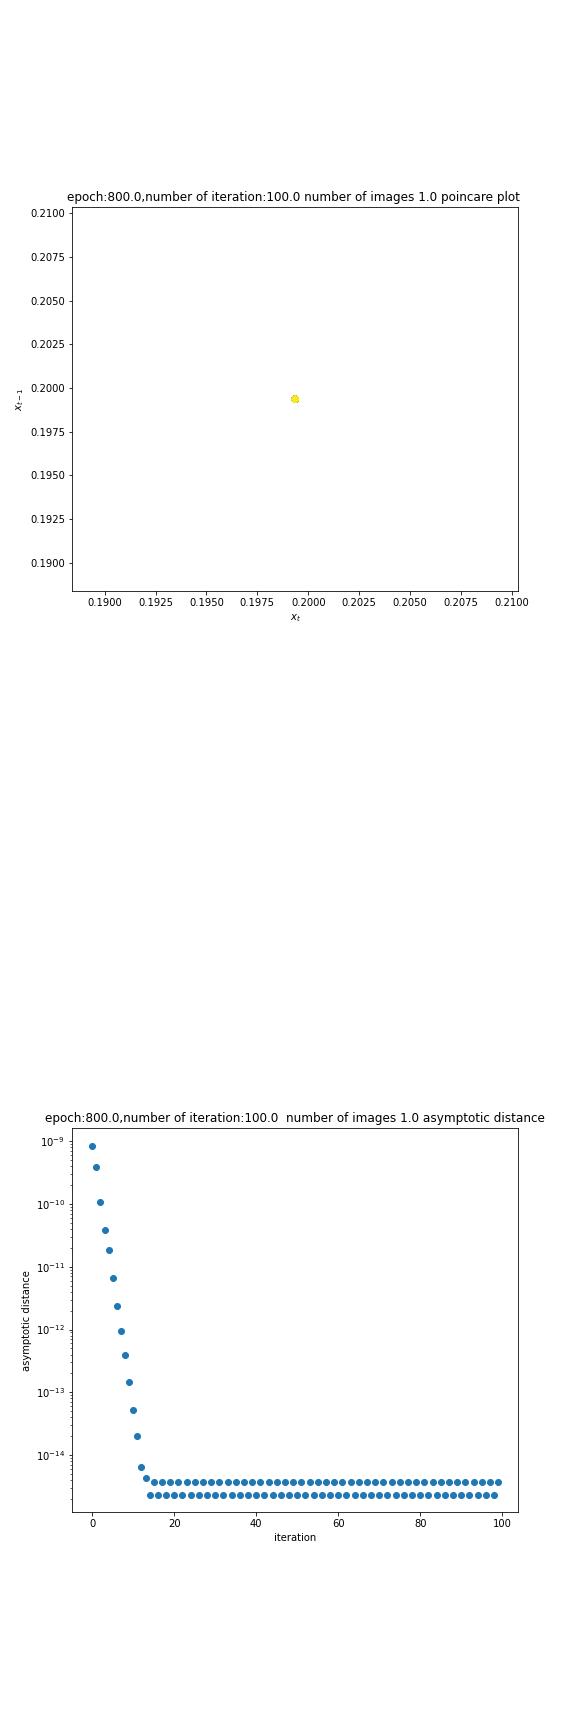 epoch:800.0,number of iteration:100.0 number of images 1.0 poincare plot
0.2100
0.2075
0.2050
0.2025
0.2000
0.1975
0.1950
0.1925
0.1900
x_{t−1}
0.1900 0.1925 0.1950 0.1975 0.2000 0.2025 0.2050 0.2075 0.2100
x_t
epoch:800.0,number of iteration:100.0  number of images 1.0 asymptotic distance
10⁻⁹
10⁻¹⁰
10⁻¹¹
10⁻¹²
10⁻¹³
10⁻¹⁴
asymptotic distance
0 20 40 60 80 100
iteration